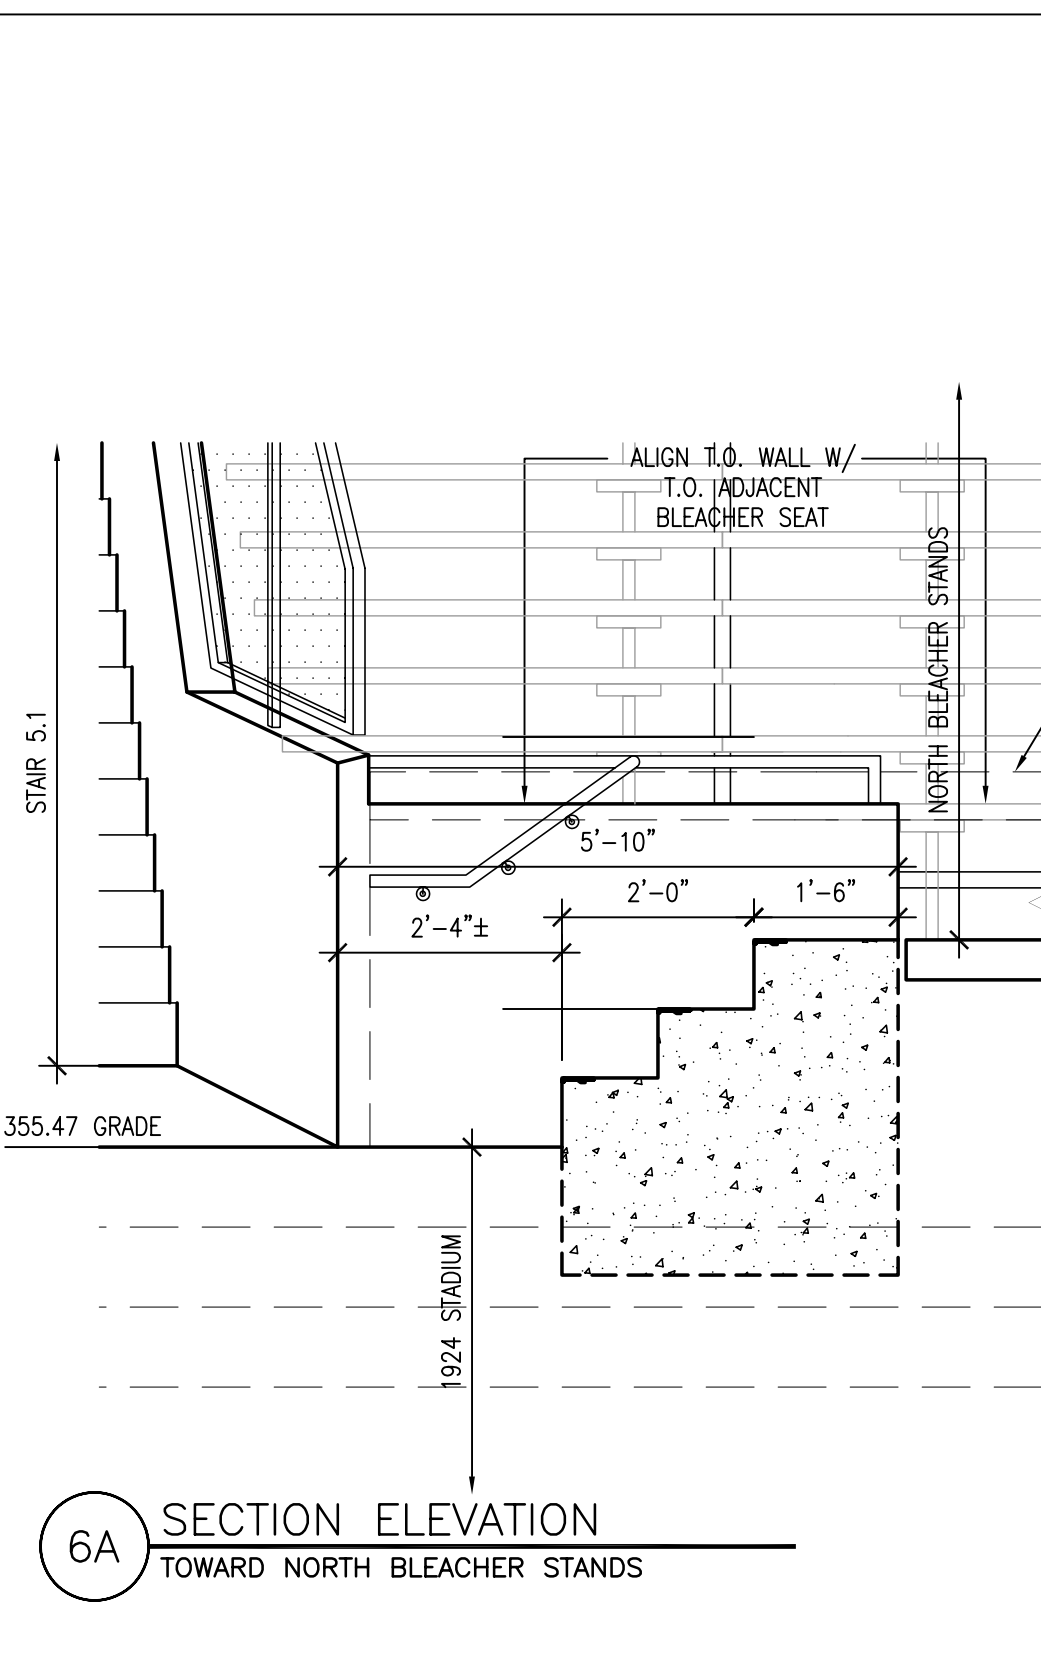 ALIGN T.O. WALL W/
T.O. ADJACENT
BLEACHER SEAT
NORTH BLEACHER STANDS
STAIR 5.1
5'-10"
2'-0"
1'-6"
2'-4"±
355.47 GRADE
1924 STADIUM
6A
SECTION ELEVATION
TOWARD NORTH BLEACHER STANDS